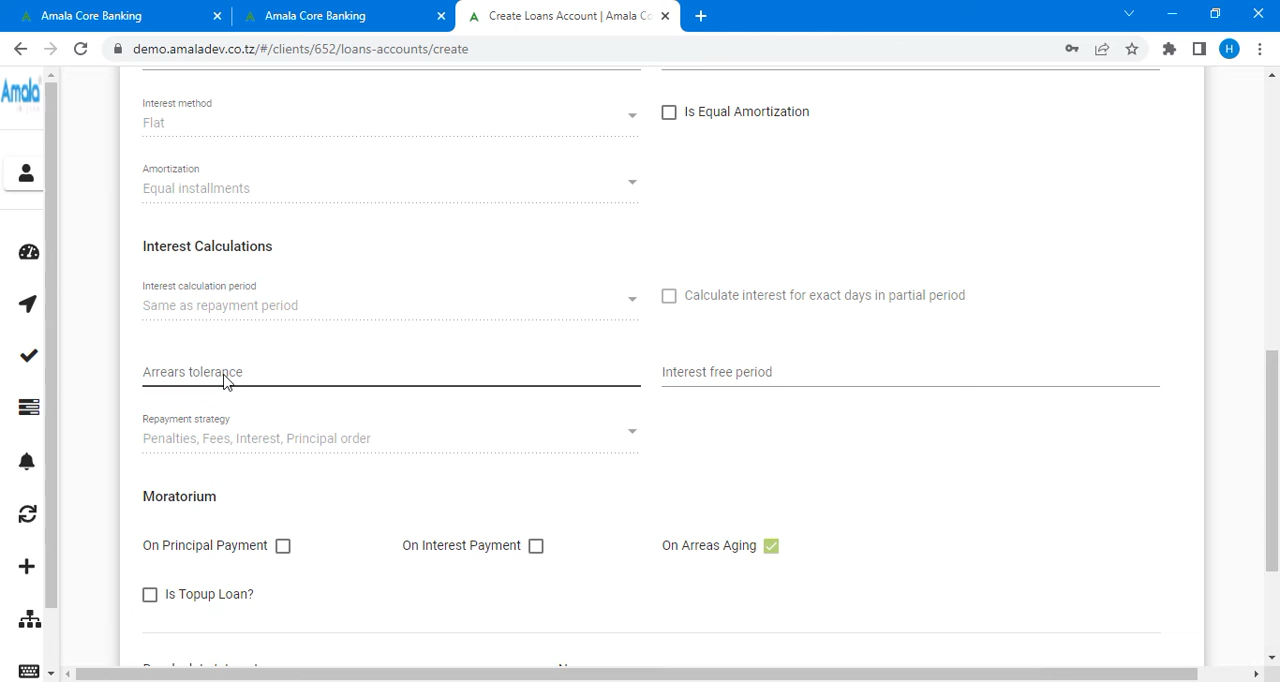 Amala Core Banking
Amala Core Banking
Create Loans Account | Amala Co
demo.amaladev.co.tz/#/clients/652/loans-accounts/create
H
Amala
Interest method
Flat
Is Equal Amortization
Amortization
Equal installments
Interest Calculations
Interest calculation period
Same as repayment period
Calculate interest for exact days in partial period
Arrears tolerance
Interest free period
Repayment strategy
Penalties, Fees, Interest, Principal order
Moratorium
On Principal Payment
On Interest Payment
On Arreas Aging
Is Topup Loan?